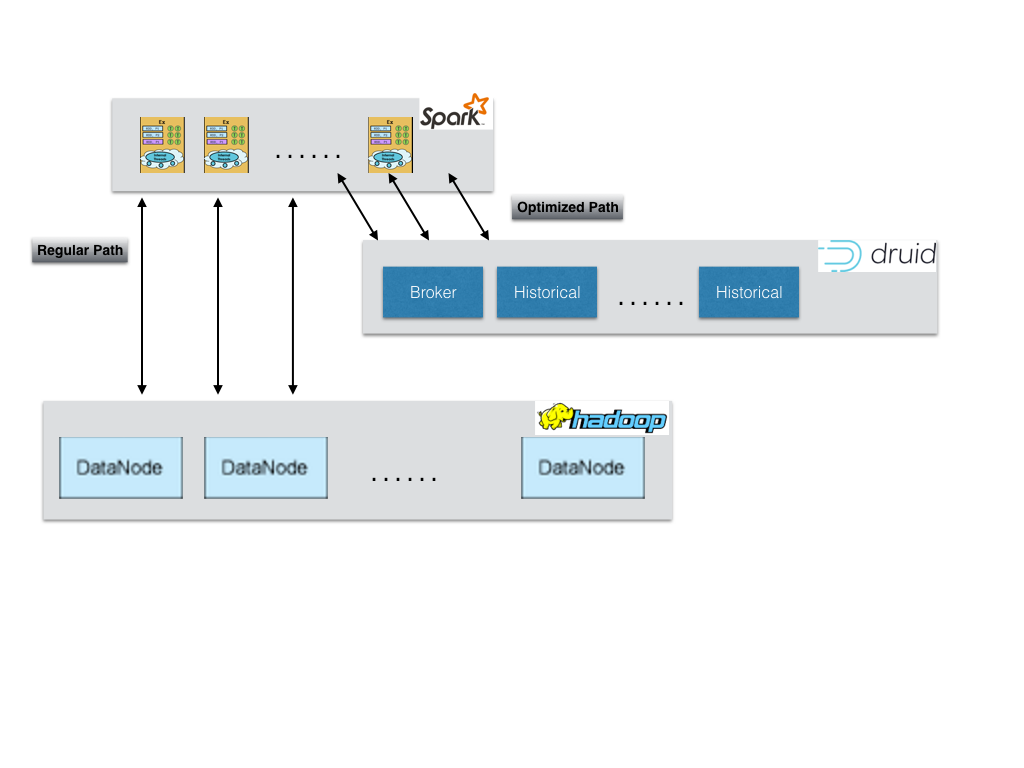 Spark
Ex
Ex
......
Ex
Optimized Path
Regular Path
druid
Broker
Historical
......
Historical
hadoop
DataNode
DataNode
......
DataNode